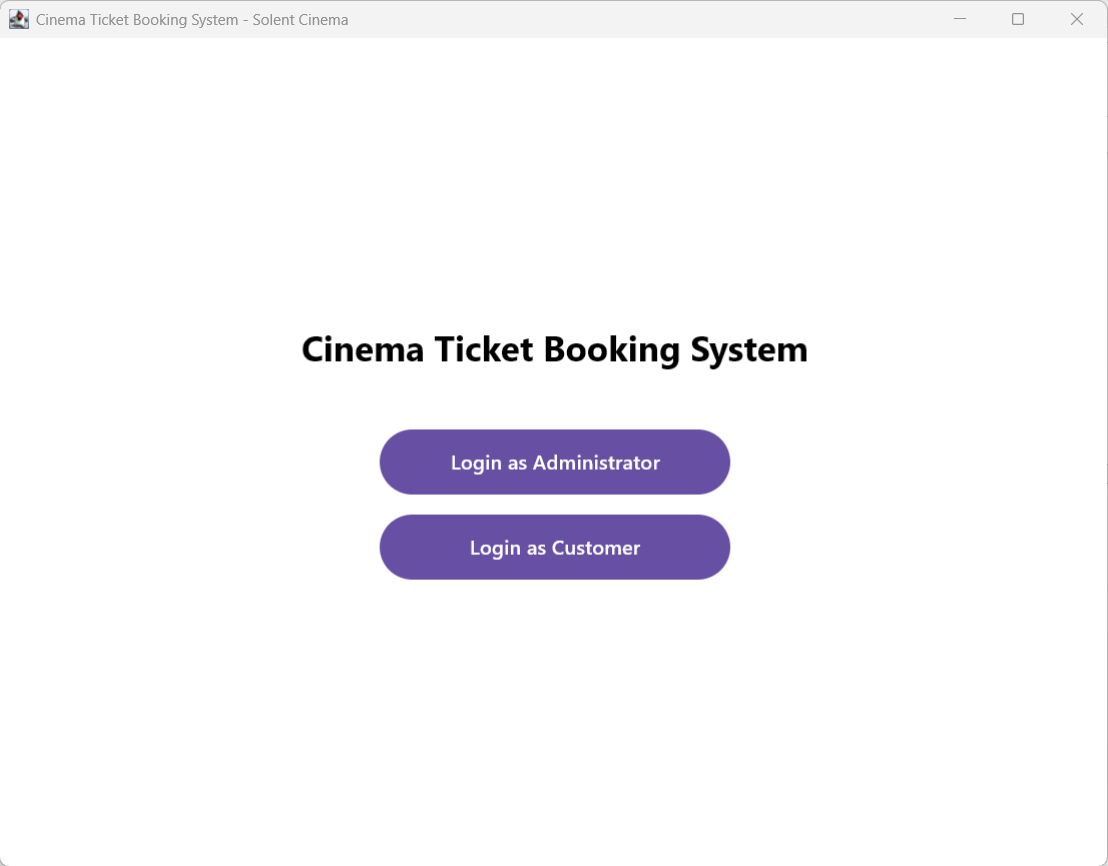 Cinema Ticket Booking System - Solent Cinema
Cinema Ticket Booking System
Login as Administrator
Login as Customer